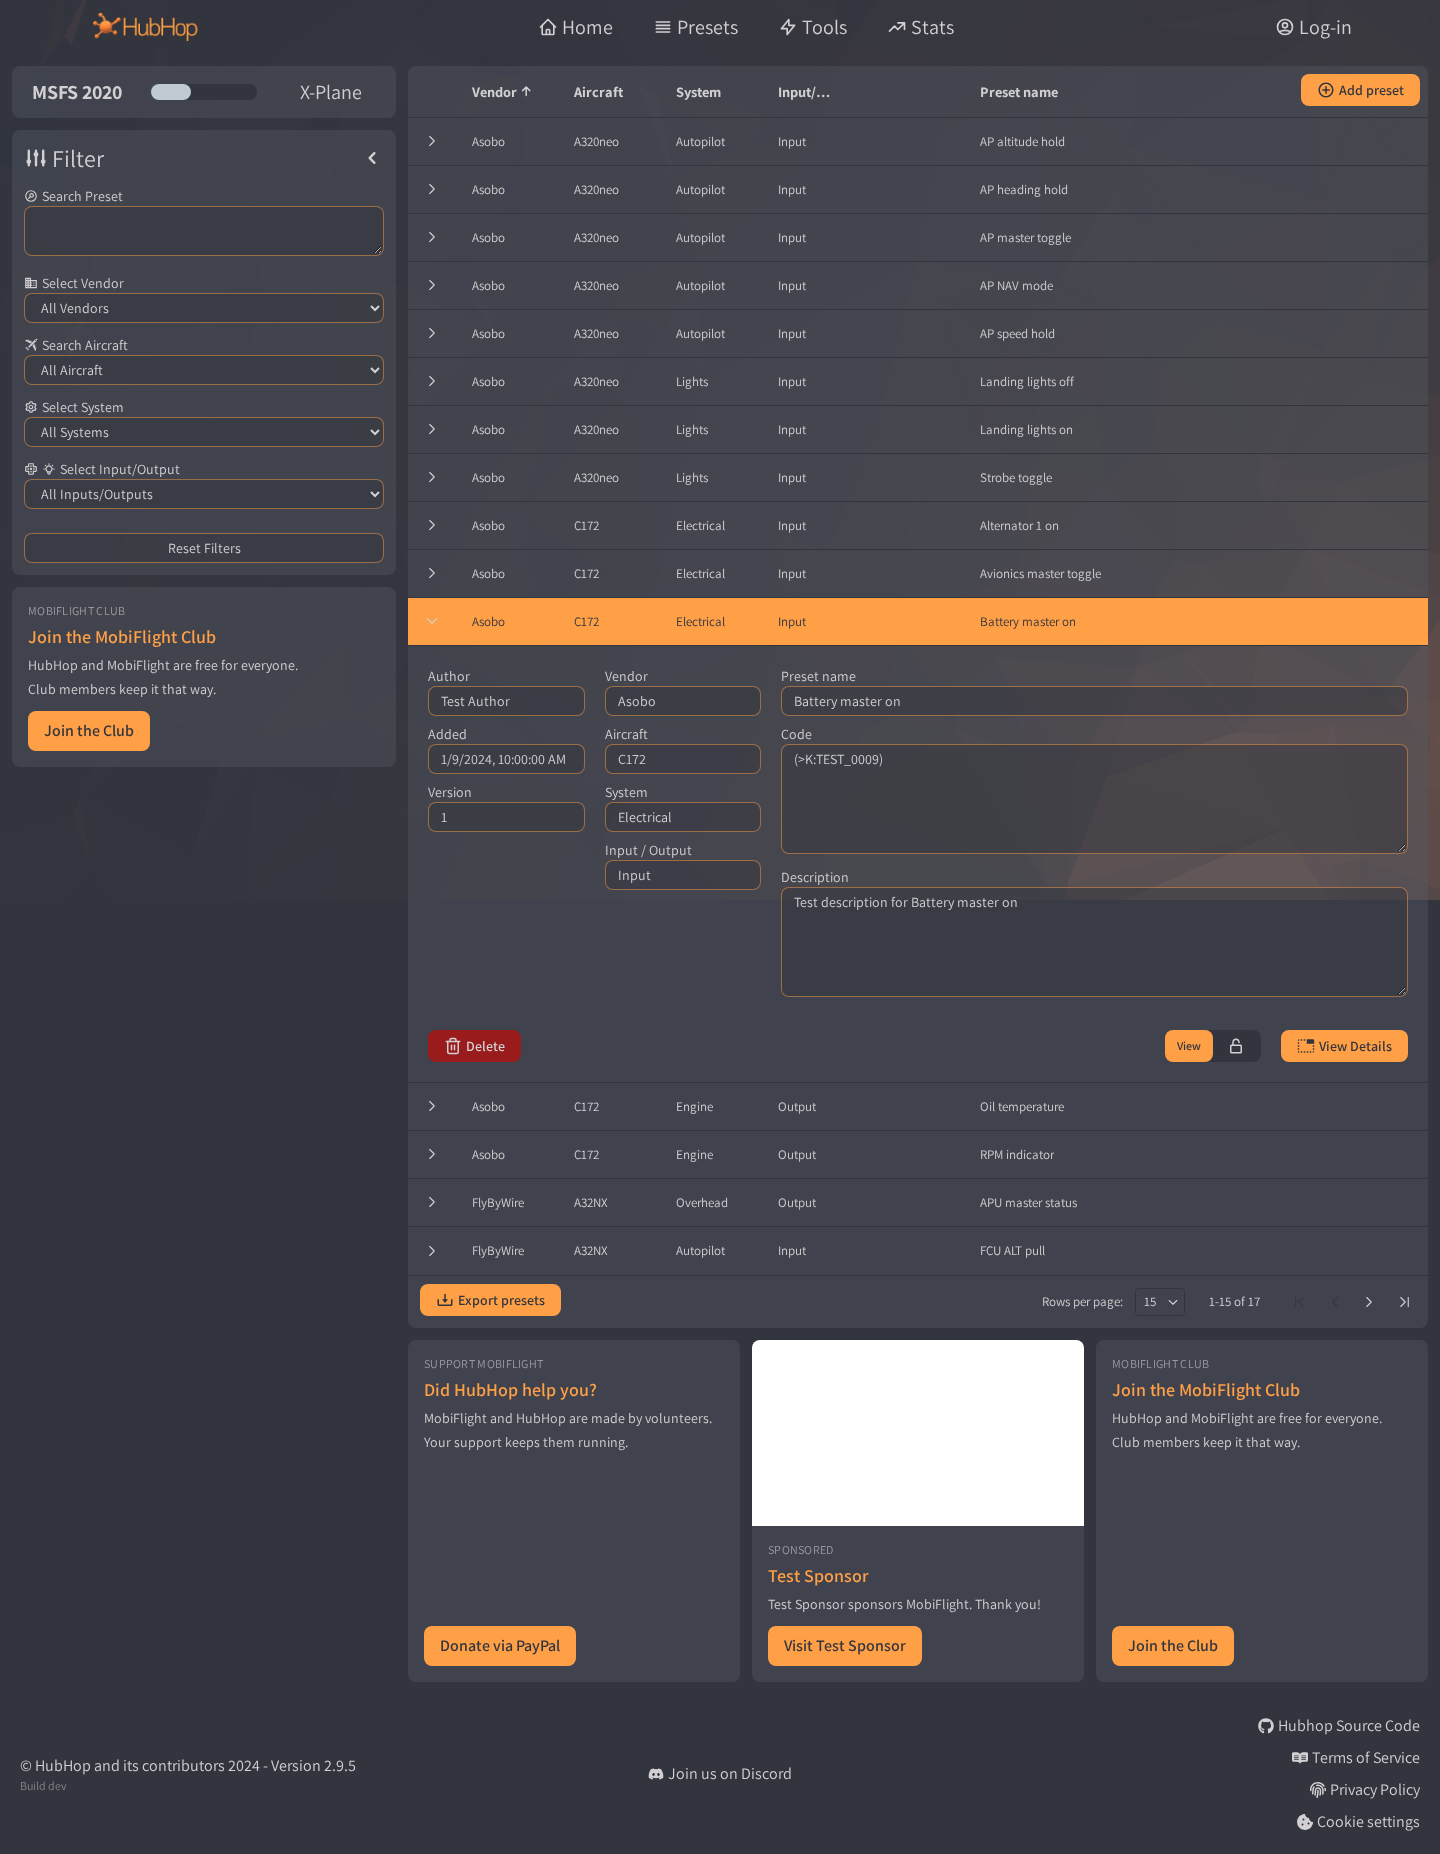 HubHop
Home
Presets
Tools
Stats
Log-in
MSFS 2020
X-Plane
Filter
Search Preset
Select Vendor
All Vendors
Search Aircraft
All Aircraft
Select System
All Systems
Select Input/Output
All Inputs/Outputs
Reset Filters
MOBIFLIGHT CLUB
Join the MobiFlight Club
HubHop and MobiFlight are free for everyone.
Club members keep it that way.
Join the Club
Vendor Aircraft System Input/... Preset name
Add preset
Asobo A320neo Autopilot Input AP altitude hold
Asobo A320neo Autopilot Input AP heading hold
Asobo A320neo Autopilot Input AP master toggle
Asobo A320neo Autopilot Input AP NAV mode
Asobo A320neo Autopilot Input AP speed hold
Asobo A320neo Lights Input Landing lights off
Asobo A320neo Lights Input Landing lights on
Asobo A320neo Lights Input Strobe toggle
Asobo C172 Electrical Input Alternator 1 on
Asobo C172 Electrical Input Avionics master toggle
Asobo C172 Electrical Input Battery master on
Author
Test Author
Added
1/9/2024, 10:00:00 AM
Version
1
Vendor
Asobo
Aircraft
C172
System
Electrical
Input / Output
Input
Preset name
Battery master on
Code
(>K:TEST_0009)
Description
Test description for Battery master on
Delete
View
View Details
Asobo C172 Engine Output Oil temperature
Asobo C172 Engine Output RPM indicator
FlyByWire A32NX Overhead Output APU master status
FlyByWire A32NX Autopilot Input FCU ALT pull
Export presets
Rows per page: 15 1-15 of 17
SUPPORT MOBIFLIGHT
Did HubHop help you?
MobiFlight and HubHop are made by volunteers.
Your support keeps them running.
Donate via PayPal
SPONSORED
Test Sponsor
Test Sponsor sponsors MobiFlight. Thank you!
Visit Test Sponsor
MOBIFLIGHT CLUB
Join the MobiFlight Club
HubHop and MobiFlight are free for everyone.
Club members keep it that way.
Join the Club
© HubHop and its contributors 2024 - Version 2.9.5
Build dev
Join us on Discord
Hubhop Source Code
Terms of Service
Privacy Policy
Cookie settings